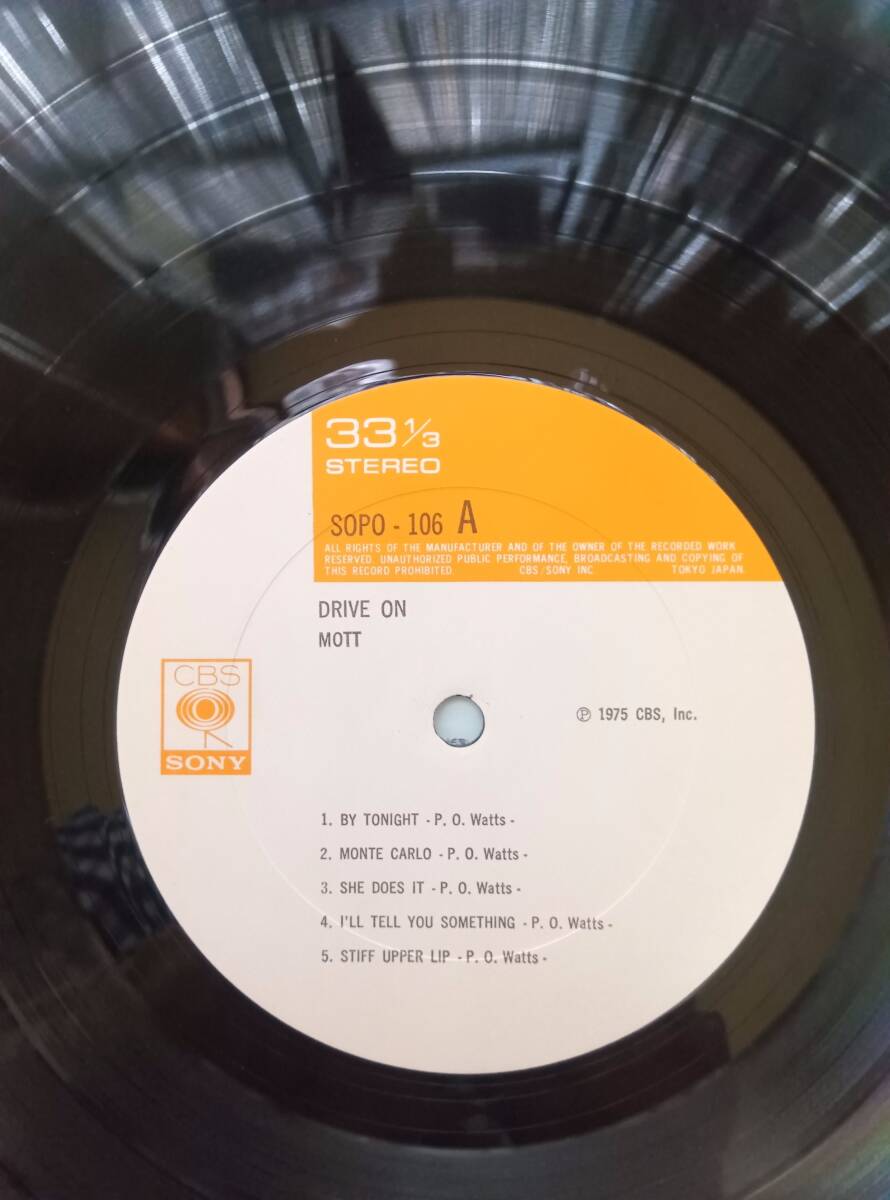 33 1/3
STEREO
SOPO - 106 A
ALL RIGHTS OF THE MANUFACTURER AND OF THE OWNER OF THE RECORDED WORK
RESERVED. UNAUTHORIZED PUBLIC PERFORMANCE, BROADCASTING AND COPYING OF
THIS RECORD PROHIBITED. CBS/SONY INC. TOKYO JAPAN.
DRIVE ON
MOTT
CBS
SONY
℗ 1975 CBS, Inc.
1. BY TONIGHT - P. O. Watts -
2. MONTE CARLO - P. O. Watts -
3. SHE DOES IT - P. O. Watts -
4. I'LL TELL YOU SOMETHING - P. O. Watts -
5. STIFF UPPER LIP - P. O. Watts -